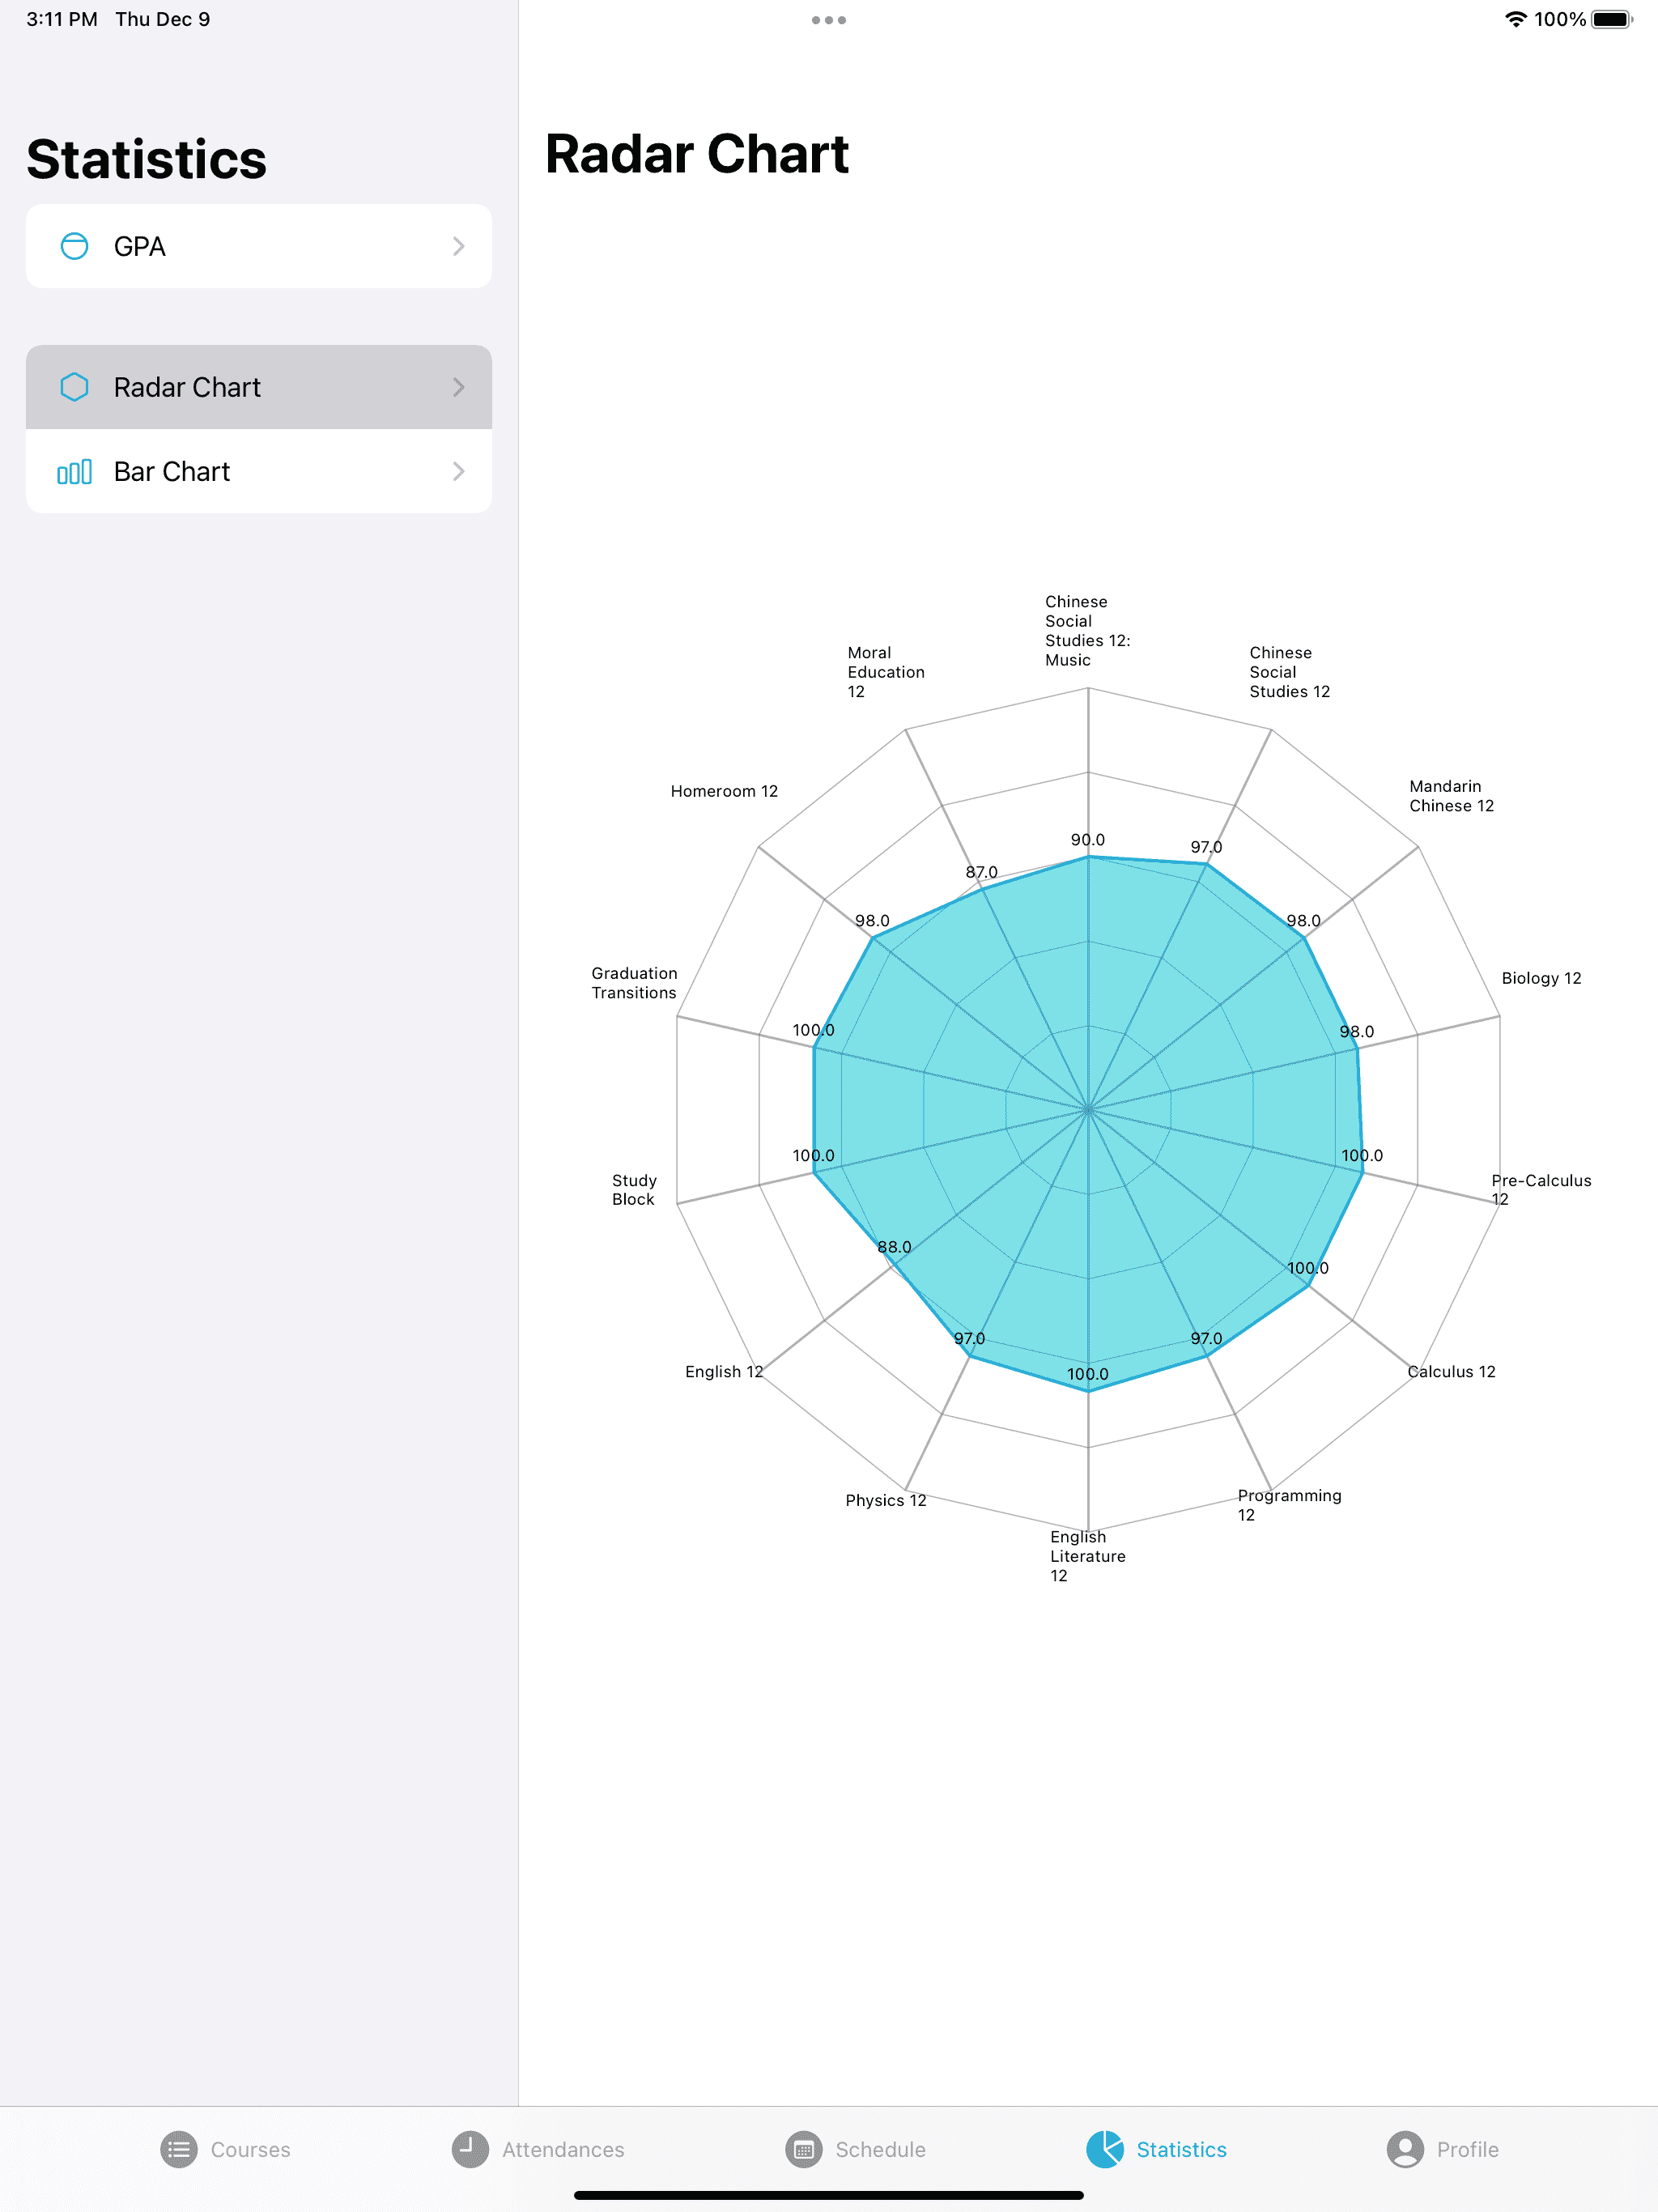 3:11 PM Thu Dec 9
100%
Statistics
GPA
Radar Chart
Bar Chart
Radar Chart
Chinese
Social
Studies 12:
Music
Chinese
Social
Studies 12
Mandarin
Chinese 12
Biology 12
Pre-Calculus
12
Calculus 12
Programming
12
English
Literature
12
Physics 12
English 12
Study
Block
Graduation
Transitions
Homeroom 12
Moral
Education
12
90.0
97.0
98.0
98.0
100.0
100.0
97.0
100.0
97.0
88.0
100.0
100.0
98.0
87.0
Courses
Attendances
Schedule
Statistics
Profile